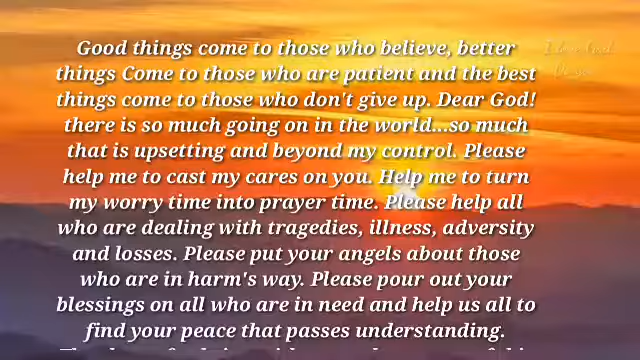 Good things come to those who believe, better
things Come to those who are patient and the best
things come to those who don't give up. Dear God!
there is so much going on in the world...so much
that is upsetting and beyond my control. Please
help me to cast my cares on you. Help me to turn
my worry time into prayer time. Please help all
who are dealing with tragedies, illness, adversity
and losses. Please put your angels about those
who are in harm's way. Please pour out your
blessings on all who are in need and help us all to
find your peace that passes understanding.